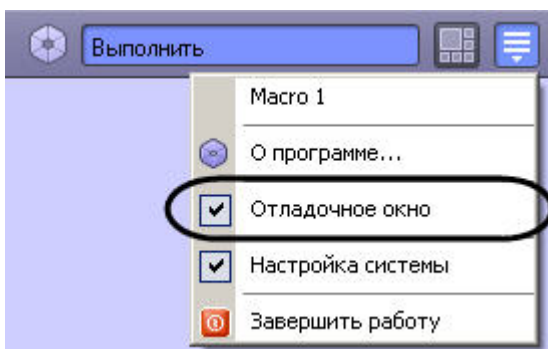 Выполнить
Macro 1
О программе...
Отладочное окно
Настройка системы
Завершить работу